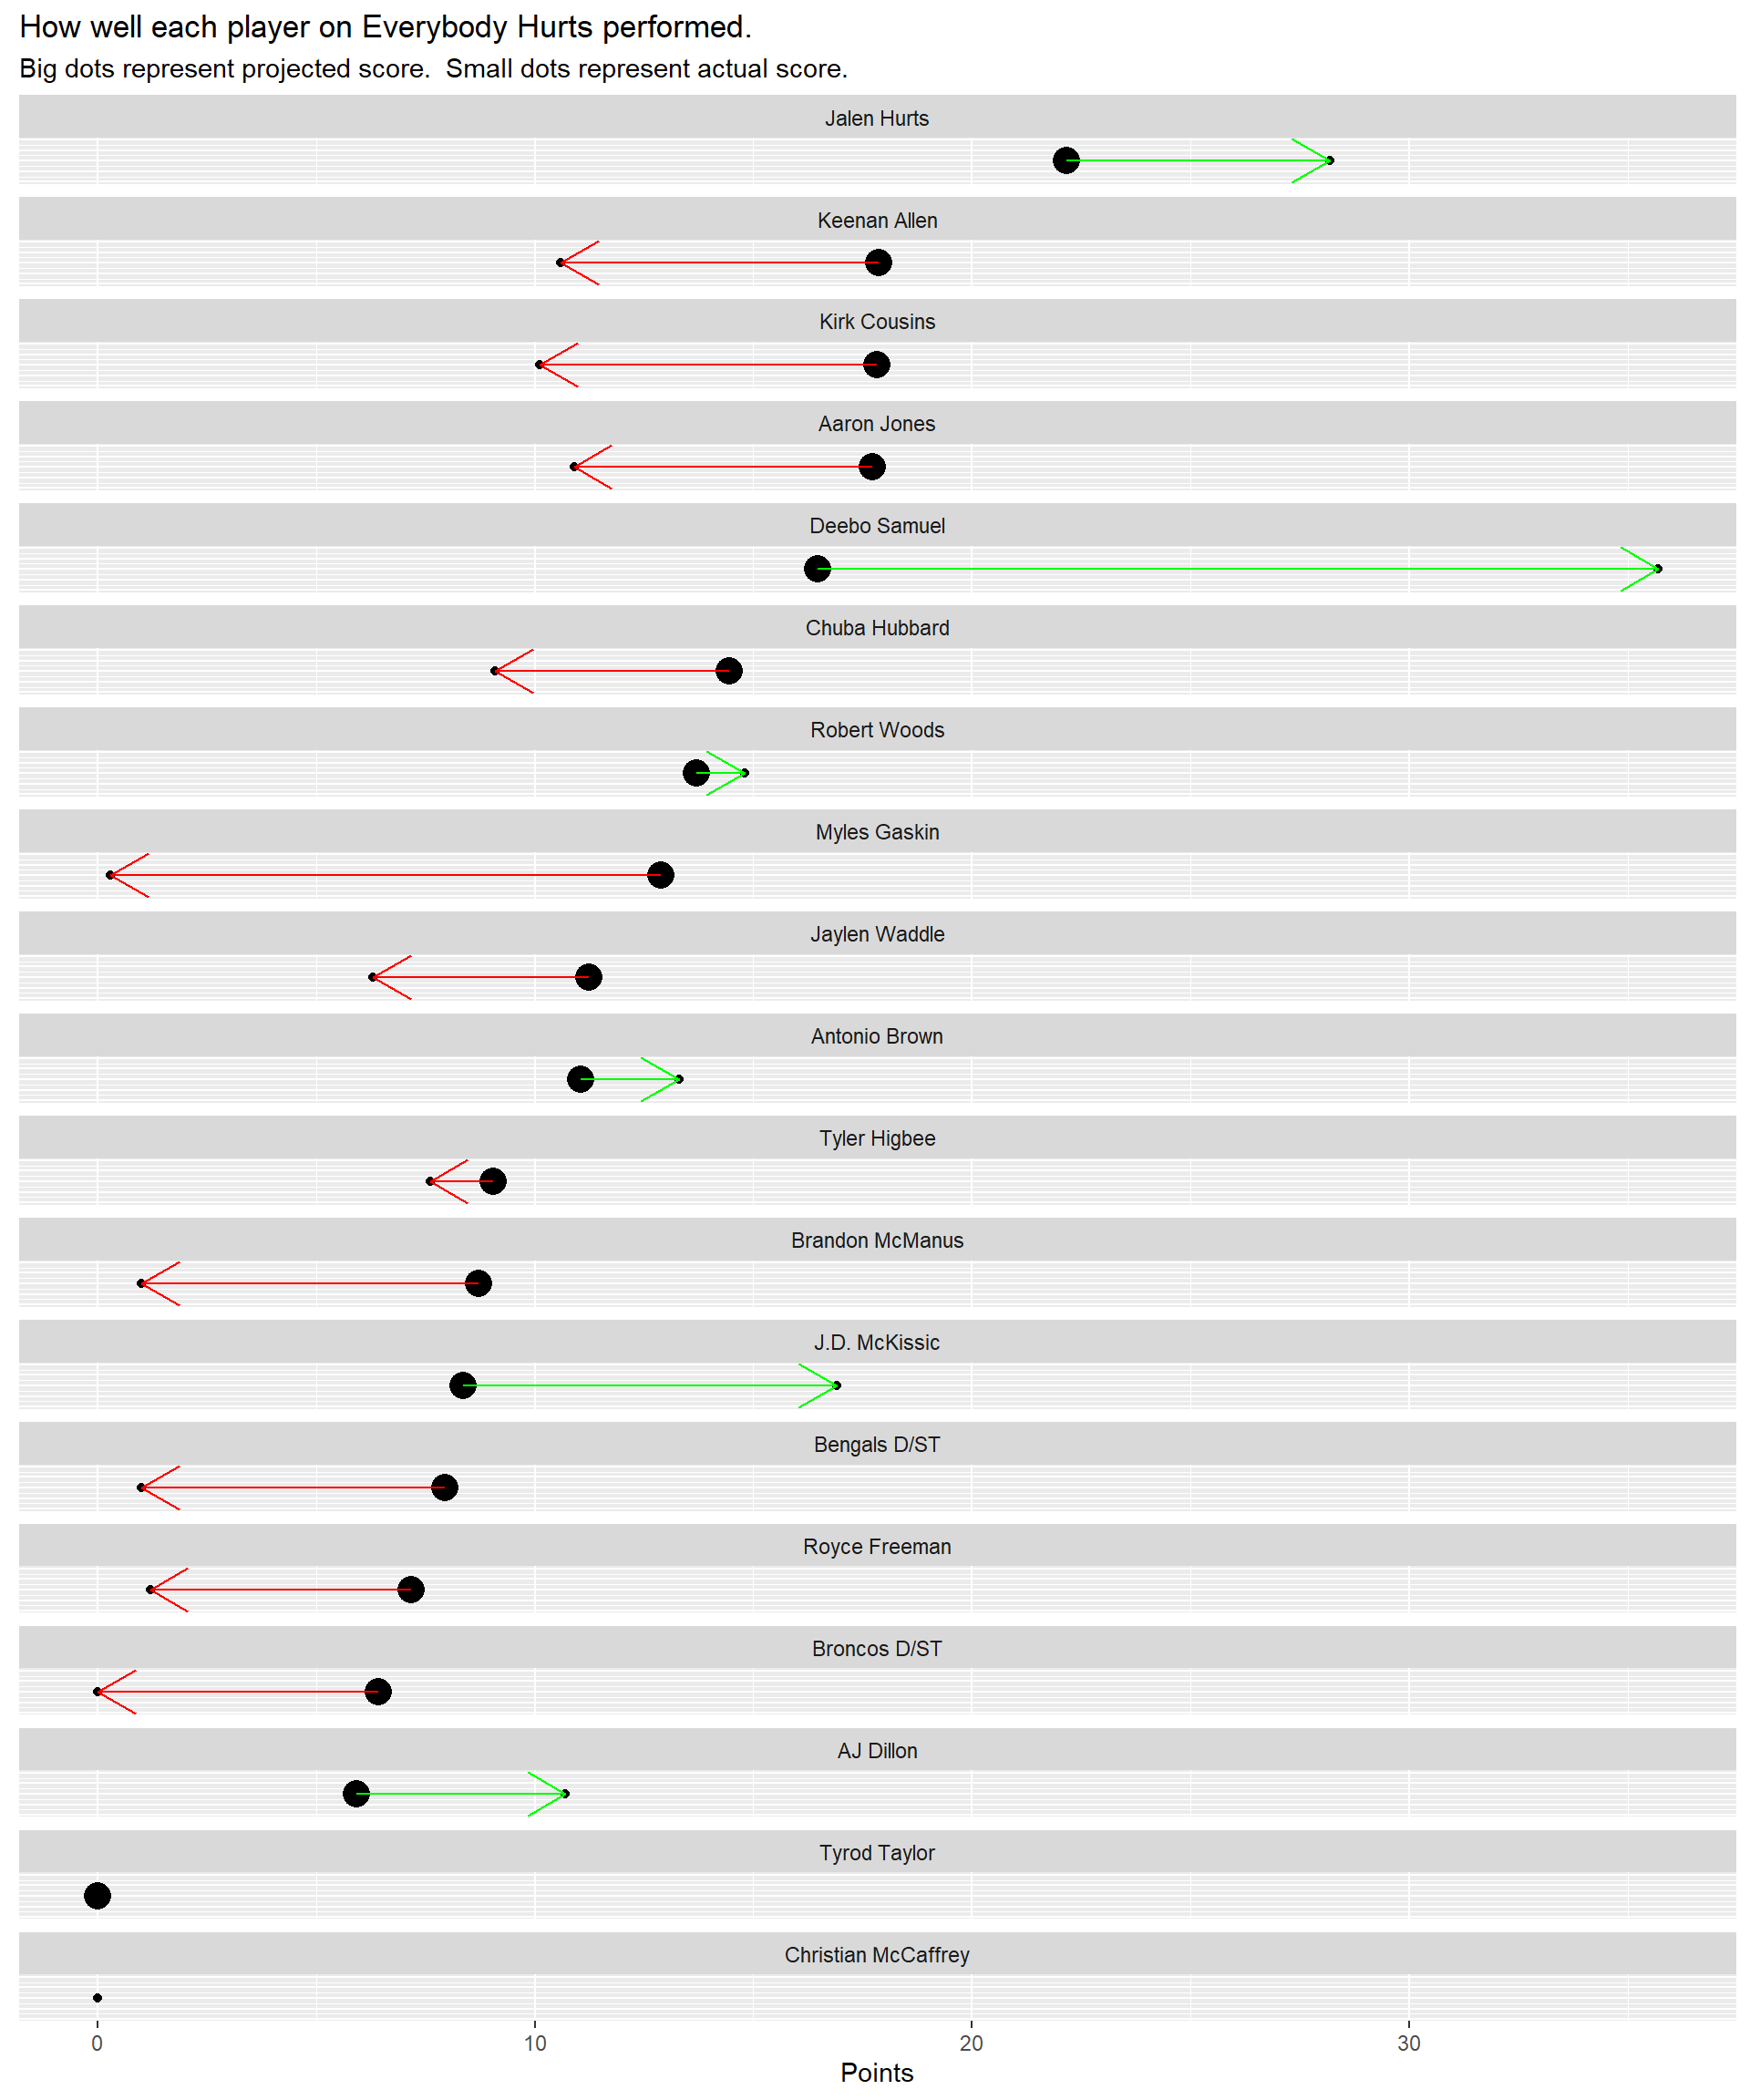 How well each player on Everybody Hurts performed.
Big dots represent projected score.  Small dots represent actual score.
Jalen Hurts
Keenan Allen
Kirk Cousins
Aaron Jones
Deebo Samuel
Chuba Hubbard
Robert Woods
Myles Gaskin
Jaylen Waddle
Antonio Brown
Tyler Higbee
Brandon McManus
J.D. McKissic
Bengals D/ST
Royce Freeman
Broncos D/ST
AJ Dillon
Tyrod Taylor
Christian McCaffrey
0 10 20 30
Points